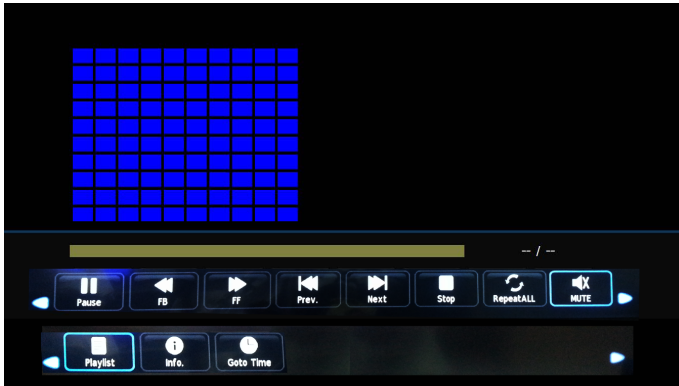 -- / --
Pause FB FF Prev. Next Stop RepeatALL MUTE
Playlist Info. Goto Time